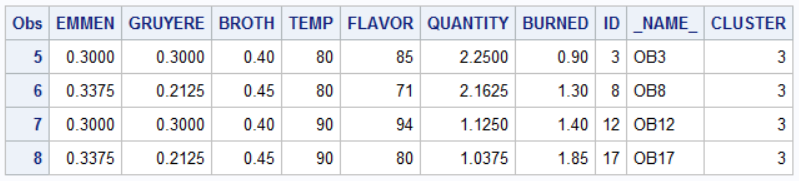 Obs EMMEN GRUYERE BROTH TEMP FLAVOR QUANTITY BURNED ID _NAME_ CLUSTER
5 0.3000 0.3000 0.40 80 85 2.2500 0.90 3 OB3 3
6 0.3375 0.2125 0.45 80 71 2.1625 1.30 8 OB8 3
7 0.3000 0.3000 0.40 90 94 1.1250 1.40 12 OB12 3
8 0.3375 0.2125 0.45 90 80 1.0375 1.85 17 OB17 3